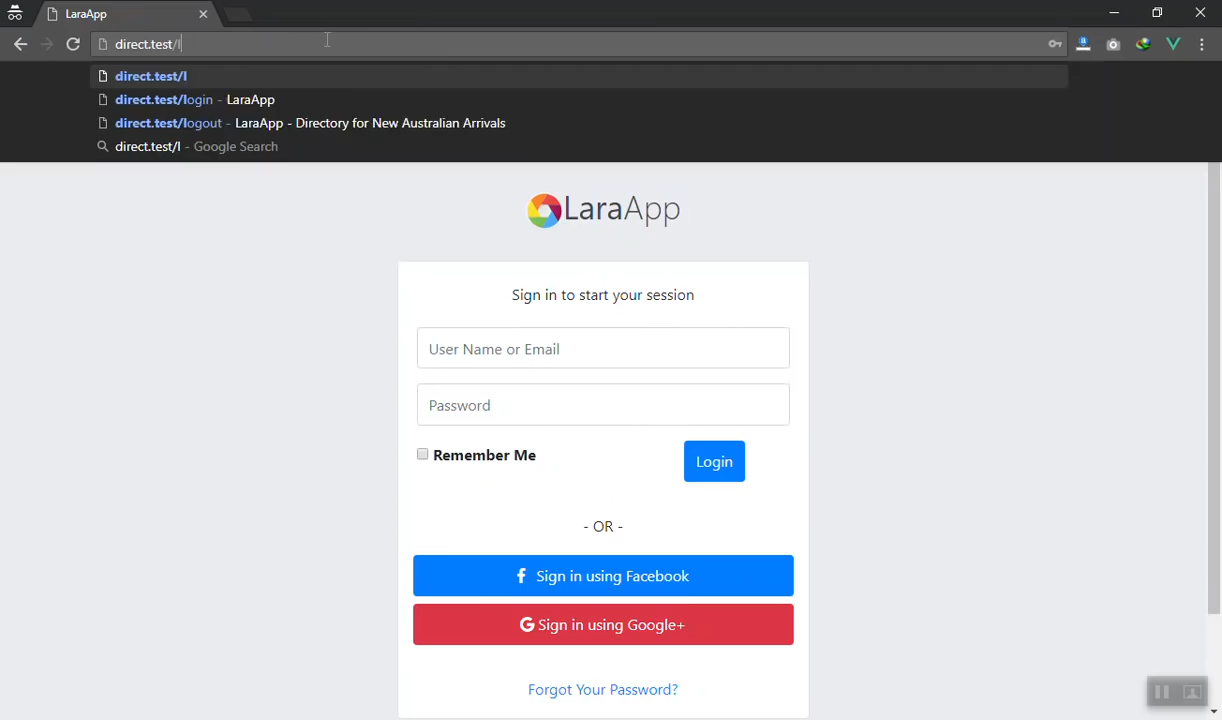 LaraApp
direct.test/l
direct.test/l
direct.test/login - LaraApp
direct.test/logout - LaraApp - Directory for New Australian Arrivals
direct.test/l - Google Search
LaraApp
Sign in to start your session
User Name or Email
Password
Remember Me
Login
- OR -
Sign in using Facebook
Sign in using Google+
Forgot Your Password?